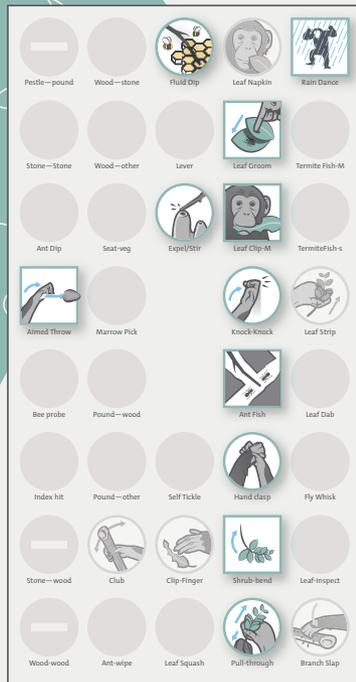 Pestle—pound Wood—stone Fluid Dip Leaf Napkin Rain Dance
Stone—Stone Wood—other Lever Leaf Groom Termite Fish-M
Ant Dip Seat-veg Expel/Stir Leaf Clip-M TermiteFish-s
Aimed Throw Marrow Pick Knock-Knock Leaf Strip
Bee probe Pound—wood Ant Fish Leaf Dab
Index hit Pound—other Self Tickle Hand clasp Fly Whisk
Stone—wood Club Clip-Finger Shrub-bend Leaf-inspect
Wood-wood Ant-wipe Leaf Squash Pull-through Branch Slap